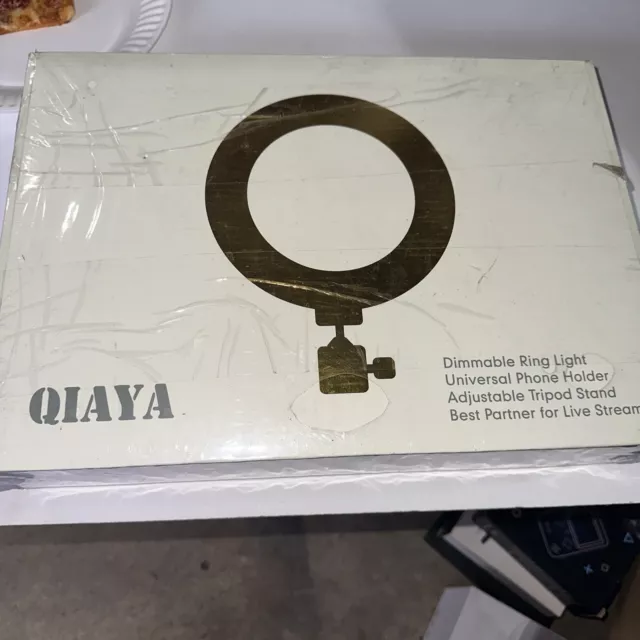 QIAYA
Dimmable Ring Light
Universal Phone Holder
Adjustable Tripod Stand
Best Partner for Live Stream